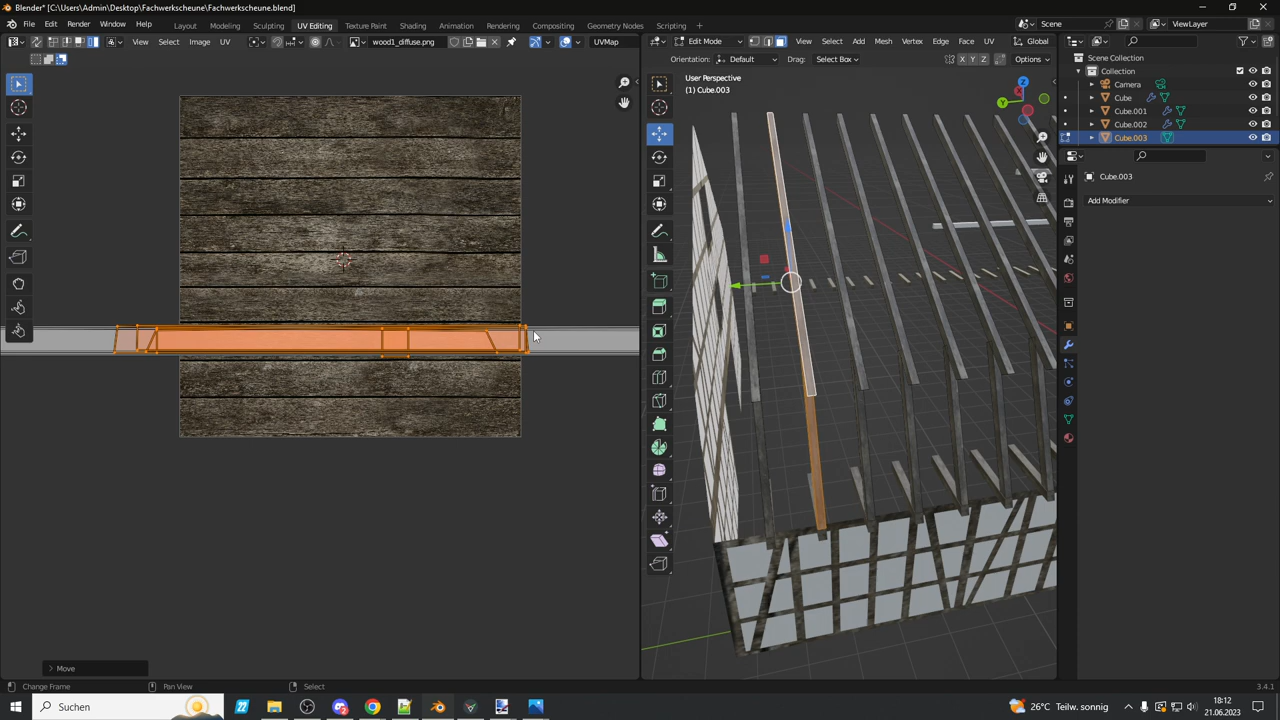 Blender* [C:\Users\Admin\Desktop\Fachwerkscheune\Fachwerkscheune.blend]
File Edit Render Window Help Layout Modeling Sculpting UV Editing Texture Paint Shading Animation Rendering Compositing Geometry Nodes Scripting Scene ViewLayer
View Select Image UV wood1_diffuse.png UVMap Edit Mode View Select Add Mesh Vertex Edge Face UV Global
Orientation: Default Drag: Select Box X Y Z Options
Scene Collection
Collection
Camera
Cube
Cube.001
Cube.002
Cube.003
User Perspective
(1) Cube.003
Z
Y
X
Cube.003
Add Modifier
Move
Change Frame Pan View Select 3.4.1
Suchen 26°C Teilw. sonnig 18:12
21.06.2023